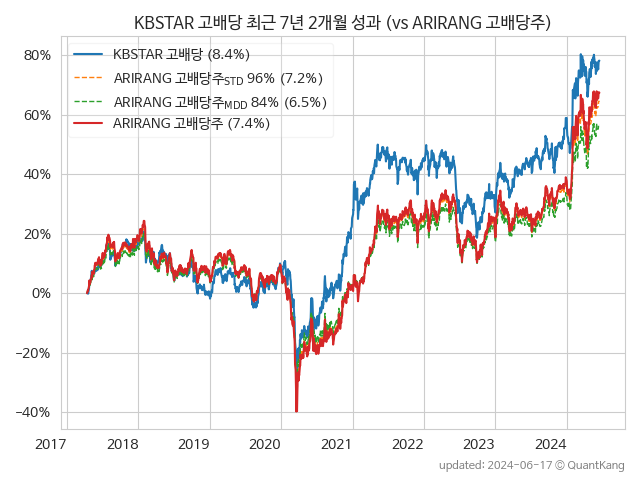 KBSTAR 고배당 최근 7년 2개월 성과 (vs ARIRANG 고배당주)
KBSTAR 고배당 (8.4%)
ARIRANG 고배당주STD 96% (7.2%)
ARIRANG 고배당주MDD 84% (6.5%)
ARIRANG 고배당주 (7.4%)
80%
60%
40%
20%
0%
−20%
−40%
2017 2018 2019 2020 2021 2022 2023 2024
updated: 2024-06-17 © QuantKang